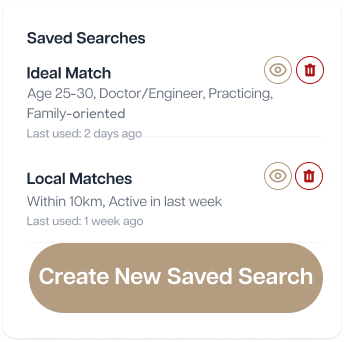 Saved Searches
Ideal Match
Age 25-30, Doctor/Engineer, Practicing,
Family-oriented
Last used: 2 days ago
Local Matches
Within 10km, Active in last week
Last used: 1 week ago
Create New Saved Search